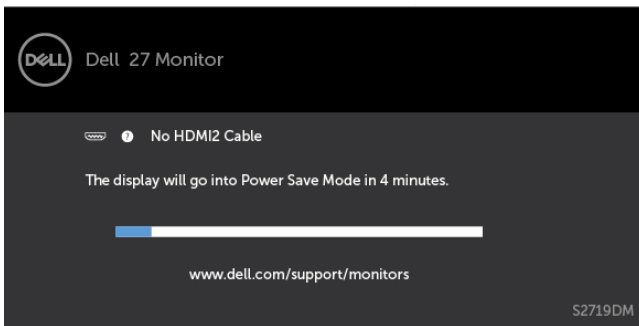 DELL
Dell 27 Monitor
? No HDMI2 Cable
The display will go into Power Save Mode in 4 minutes.
www.dell.com/support/monitors
S2719DM